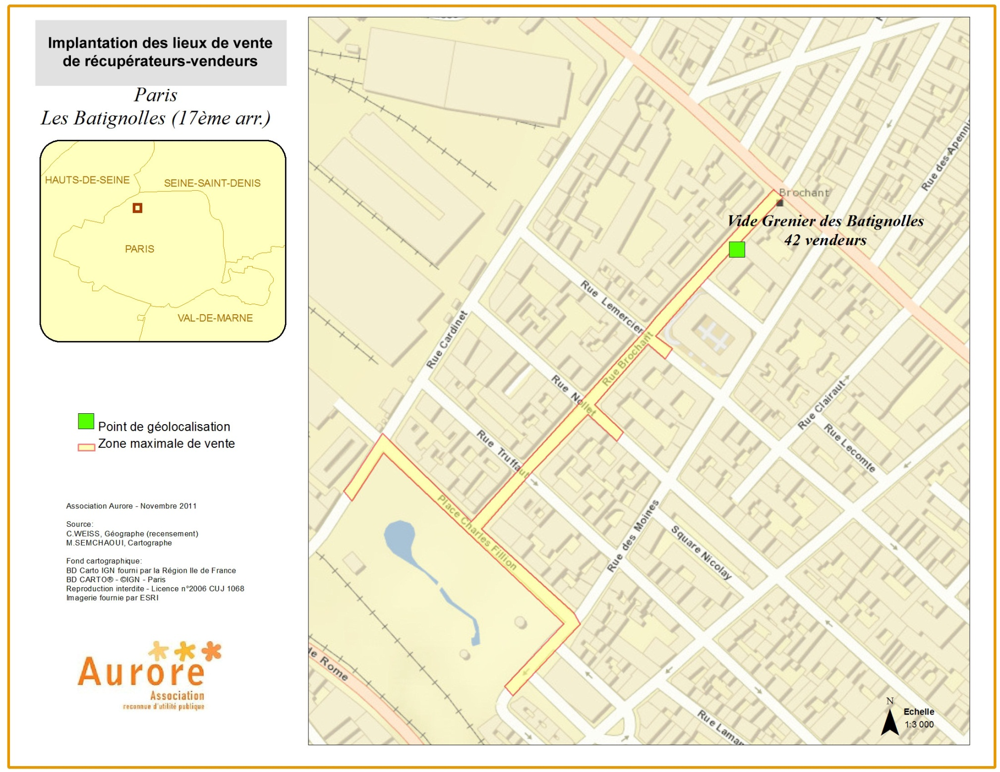 Implantation des lieux de vente
de récupérateurs-vendeurs
Paris
Les Batignolles (17ème arr.)
HAUTS-DE-SEINE
SEINE-SAINT-DENIS
PARIS
VAL-DE-MARNE
Point de géolocalisation
Zone maximale de vente
Association Aurore - Novembre 2011
Source:
C.WEISS, Géographe (recensement)
M.SEMCHAOUI, Cartographe
Fond cartographique:
BD Carto IGN fourni par la Région Ile de France
BD CARTO® - ©IGN - Paris
Reproduction interdite - Licence n°2006 CUJ 1068
Imagerie fournie par ESRI
Aurore
Association
reconnue d'utilité publique
Rue des Apenni
Brochant
Vide Grenier des Batignolles
42 vendeurs
Rue Lemercier
Rue Cardinet
Rue Brochant
Rue Nollet
Rue Clairaut
Rue Lecomte
Rue Truffaut
Place Charles Fillion
Rue des Moines
Square Nicolay
de Rome
Rue Laman
N
Echelle
1:3 000